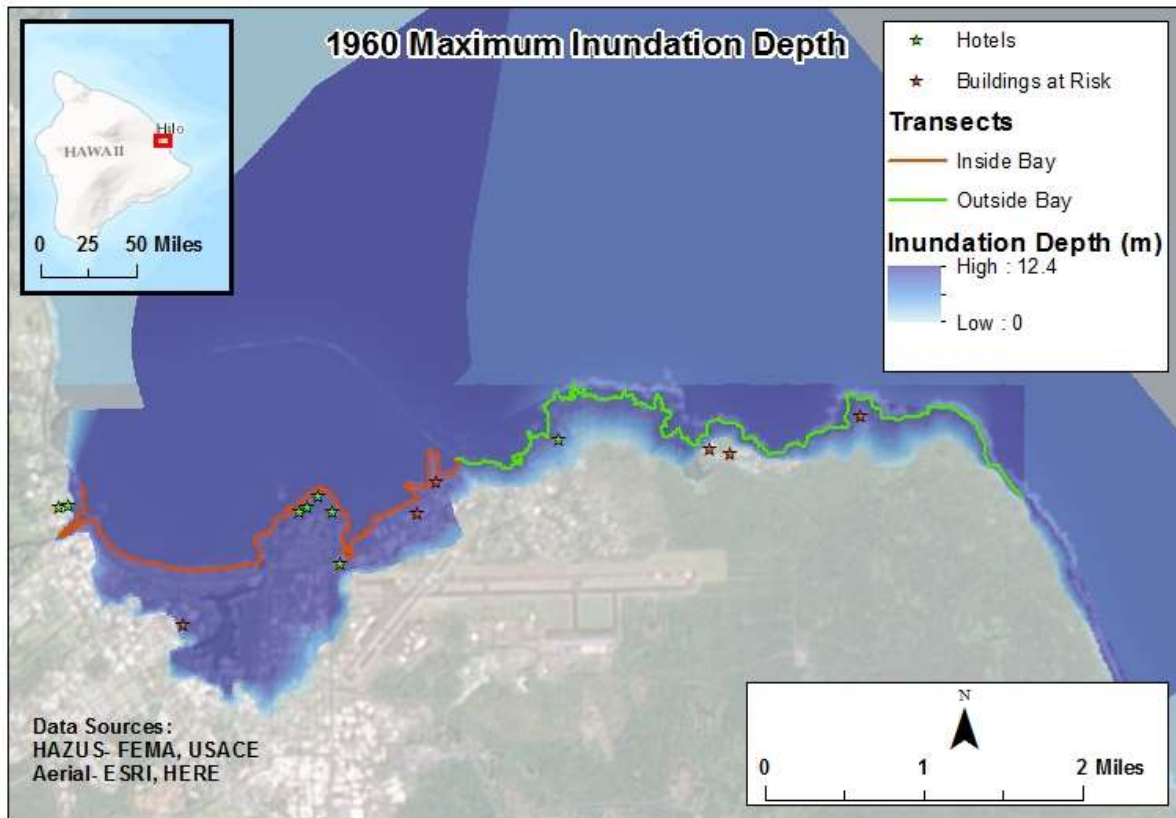 1960 Maximum Inundation Depth
Hilo
HAWAII
0 25 50 Miles
Hotels
Buildings at Risk
Transects
Inside Bay
Outside Bay
Inundation Depth (m)
High : 12.4
Low : 0
Data Sources:
HAZUS- FEMA, USACE
Aerial- ESRI, HERE
N
0 1 2 Miles